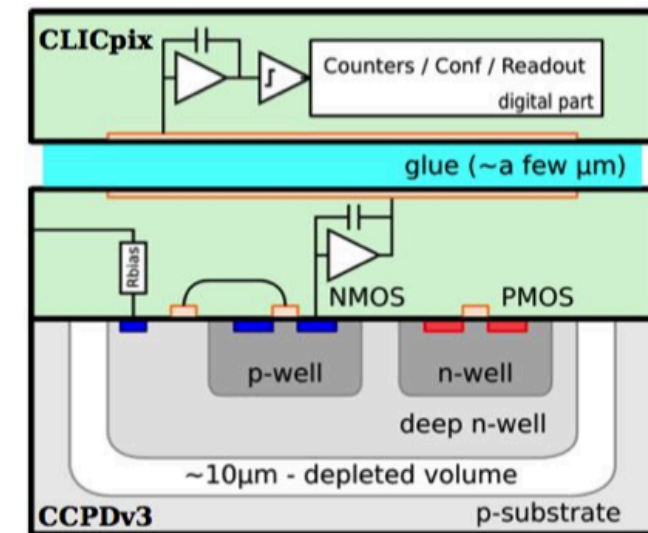 CLICpix
Counters / Conf / Readout
digital part
glue (~a few μm)
Rbias
NMOS
PMOS
p-well
n-well
deep n-well
~10μm - depleted volume
CCPDv3
p-substrate